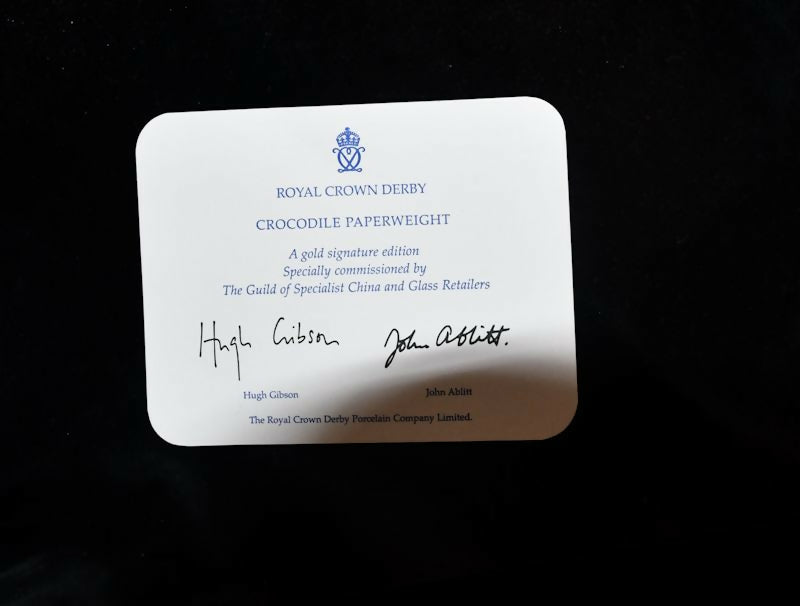 ROYAL CROWN DERBY
CROCODILE PAPERWEIGHT
A gold signature edition
Specially commissioned by
The Guild of Specialist China and Glass Retailers
Hugh Gibson John Ablitt.
Hugh Gibson John Ablitt
The Royal Crown Derby Porcelain Company Limited.